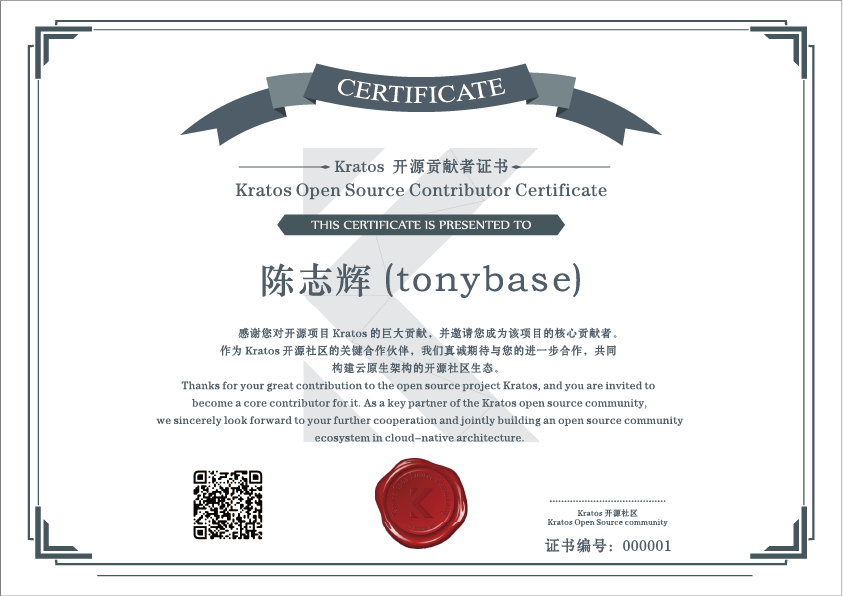 CERTIFICATE
Kratos 开源贡献者证书
Kratos Open Source Contributor Certificate
THIS CERTIFICATE IS PRESENTED TO
陈志辉 (tonybase)
感谢您对开源项目 Kratos 的巨大贡献，并邀请您成为该项目的核心贡献者。
作为 Kratos 开源社区的关键合作伙伴，我们真诚期待与您的进一步合作，共同
构建云原生架构的开源社区生态。
Thanks for your great contribution to the open source project Kratos, and you are invited to
become a core contributor for it. As a key partner of the Kratos open source community,
we sincerely look forward to your further cooperation and jointly building an open source community
ecosystem in cloud-native architecture.
Kratos 开源社区
Kratos Open Source community
证书编号：000001